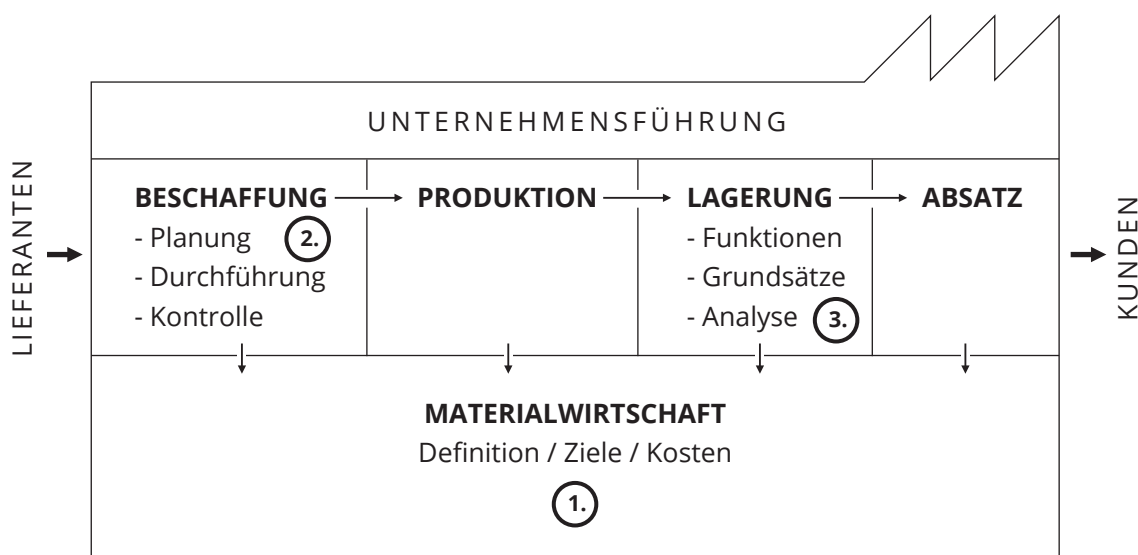 UNTERNEHMENSFÜHRUNG
LIEFERANTEN
BESCHAFFUNG
- Planung
2.
- Durchführung
- Kontrolle
PRODUKTION
LAGERUNG
- Funktionen
- Grundsätze
- Analyse
3.
ABSATZ
KUNDEN
MATERIALWIRTSCHAFT
Definition / Ziele / Kosten
1.